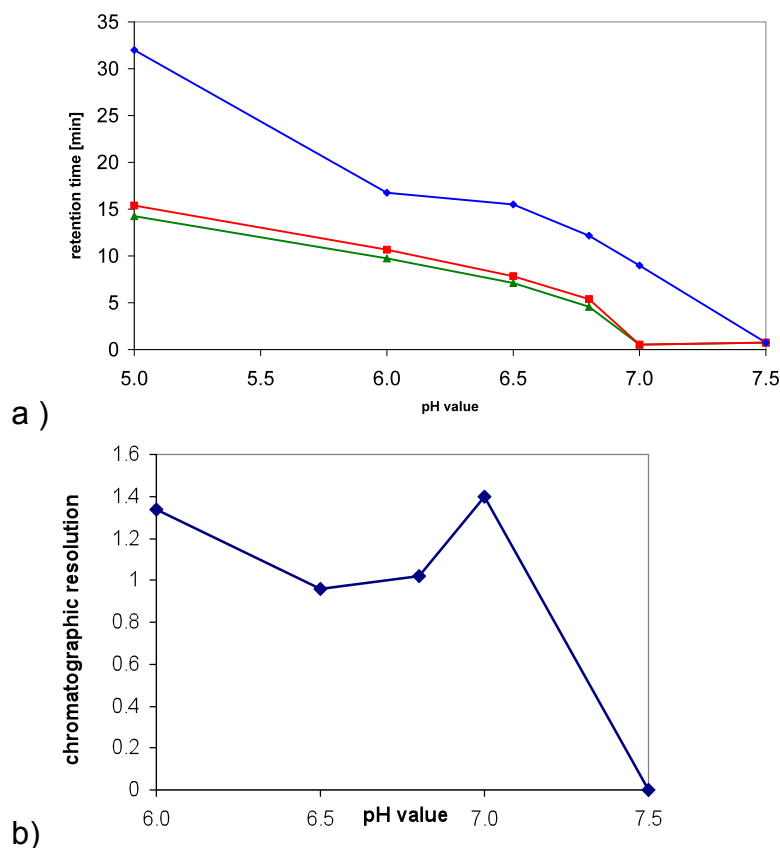 35
30
25
20
15
10
5
0
retention time [min]
5.0 5.5 6.0 6.5 7.0 7.5
pH value
a )
1.6
1.4
1.2
1
0.8
0.6
0.4
0.2
0
chromatographic resolution
6.0 6.5 7.0 7.5
pH value
b)